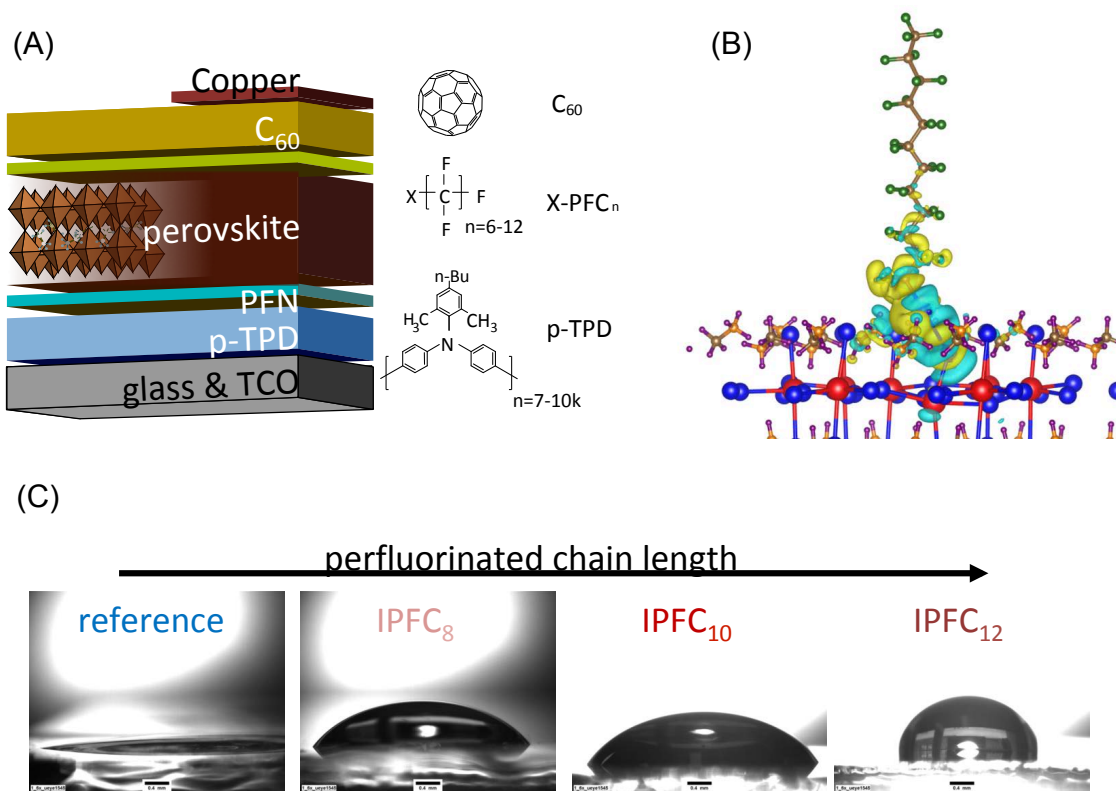 (A)
Copper
C₆₀
perovskite
PFN
p-TPD
glass & TCO
C₆₀
F
X
C
F
F
n=6-12
X-PFCₙ
n-Bu
H₃C
CH₃
N
n=7-10k
p-TPD
(B)
(C)
perfluorinated chain length
reference
IPFC₈
IPFC₁₀
IPFC₁₂
0.4 mm
0.4 mm
0.4 mm
0.4 mm